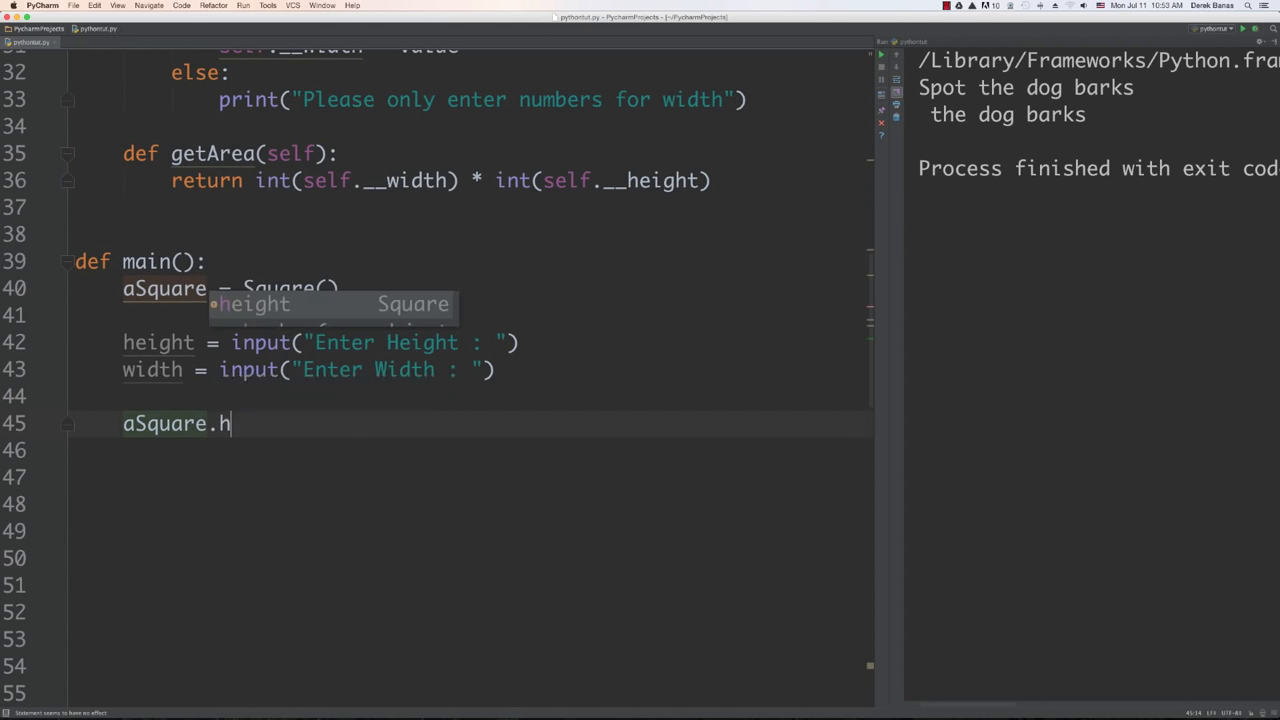 PyCharm File Edit View Navigate Code Refactor Run Tools VCS Window Help
10 Mon Jul 11 10:53 AM Derek Banas
pythontut.py - PycharmProjects - [~/PycharmProjects]
PycharmProjects pythontut.py
pythontut
pythontut.py
Run: pythontut
32 else:
33 print("Please only enter numbers for width")
34
35 def getArea(self):
36 return int(self.__width) * int(self.__height)
37
38
39 def main():
40 aSquare = Square()
height Square
41
42 height = input("Enter Height : ")
43 width = input("Enter Width : ")
44
45 aSquare.h
46
47
48
49
50
51
52
53
54
55
/Library/Frameworks/Python.fra
Spot the dog barks
the dog barks
Process finished with exit cod
Statement seems to have no effect
45:14 LF÷ UTF-8÷